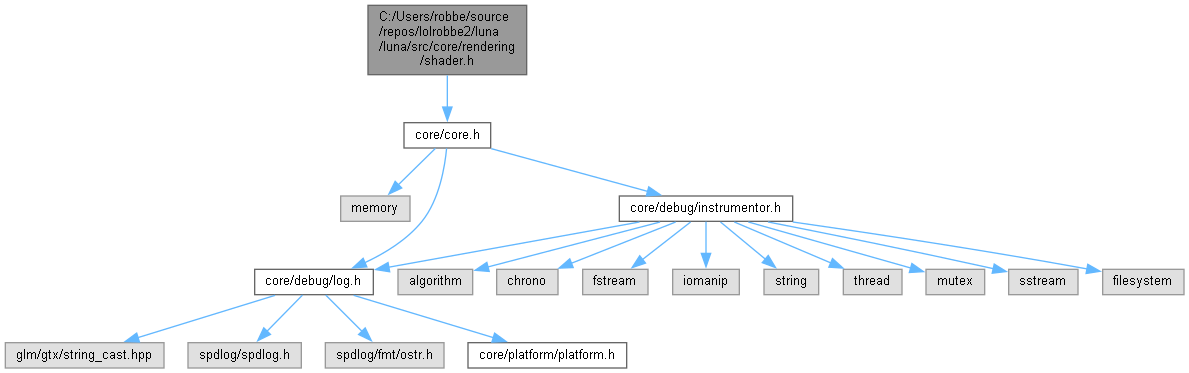 C:/Users/robbe/source
/repos/lolrobbe2/luna
/luna/src/core/rendering
/shader.h
core/core.h
memory
core/debug/instrumentor.h
core/debug/log.h
algorithm
chrono
fstream
iomanip
string
thread
mutex
sstream
filesystem
glm/gtx/string_cast.hpp
spdlog/spdlog.h
spdlog/fmt/ostr.h
core/platform/platform.h